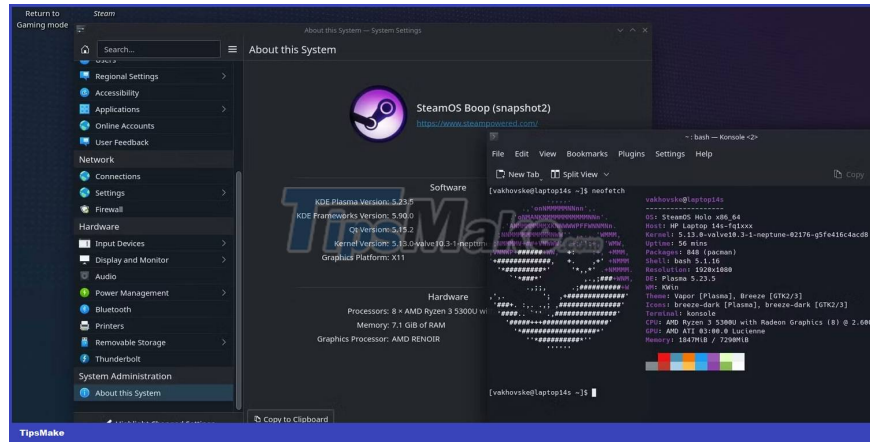 Return to
Gaming mode
Steam
About this System — System Settings
Search...
About this System
Users
Regional Settings
Accessibility
Applications
Online Accounts
User Feedback
Network
Connections
Settings
Firewall
Hardware
Input Devices
Display and Monitor
Audio
Power Management
Bluetooth
Printers
Removable Storage
Thunderbolt
System Administration
About this System
SteamOS Boop (snapshot2)
https://www.steampowered.com/
Software
KDE Plasma Version: 5.23.5
KDE Frameworks Version: 5.90.0
Qt Version: 5.15.2
Kernel Version: 5.13.0-valve10.3-1-neptune
Graphics Platform: X11
Hardware
Processors: 8 × AMD Ryzen 3 5300U wi
Memory: 7.1 GiB of RAM
Graphics Processor: AMD RENOIR
Copy to Clipboard
~ : bash — Konsole <2>
File Edit View Bookmarks Plugins Settings Help
New Tab Split View Copy
[vakhovske@laptop14s ~]$ neofetch
vakhovske@laptop14s
OS: SteamOS Holo x86_64
Host: HP Laptop 14s-fq1xxx
Kernel: 5.13.0-valve10.3-1-neptune-02176-g5fe416c4acd8
Uptime: 56 mins
Packages: 848 (pacman)
Shell: bash 5.1.16
Resolution: 1920x1080
DE: Plasma 5.23.5
WM: KWin
Theme: Vapor [Plasma], Breeze [GTK2/3]
Icons: breeze-dark [Plasma], breeze-dark [GTK2/3]
Terminal: konsole
CPU: AMD Ryzen 3 5300U with Radeon Graphics (8) @ 2.600
GPU: AMD ATI 03:00.0 Lucienne
Memory: 1847MiB / 7290MiB
[vakhovske@laptop14s ~]$
TipsMake.com
TipsMake